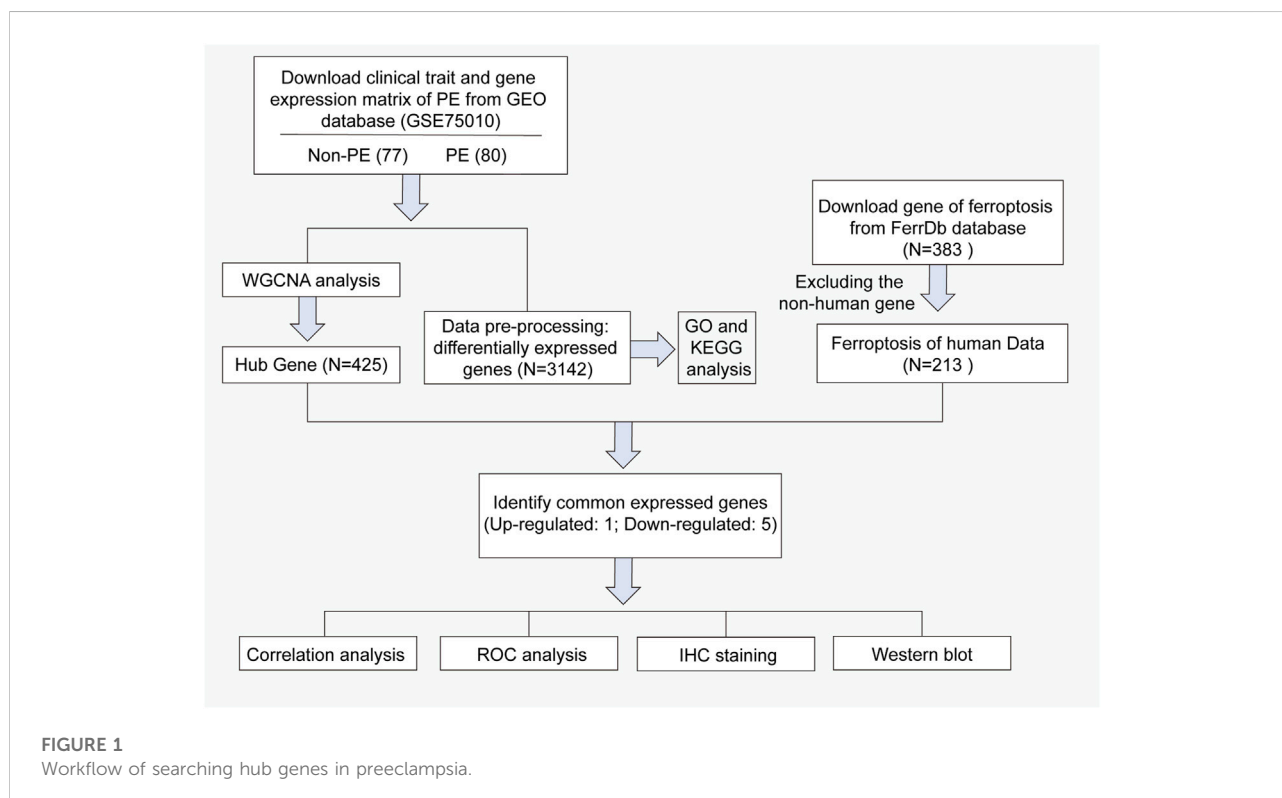 Download clinical trait and gene
expression matrix of PE from GEO
database (GSE75010)
Non-PE (77) PE (80)
Download gene of ferroptosis
from FerrDb database
(N=383 )
WGCNA analysis
Excluding the
non-human gene
Hub Gene (N=425)
Data pre-processing:
differentially expressed
genes (N=3142)
GO and
KEGG
analysis
Ferroptosis of human Data
(N=213 )
Identify common expressed genes
(Up-regulated: 1; Down-regulated: 5)
Correlation analysis
ROC analysis
IHC staining
Western blot
FIGURE 1
Workflow of searching hub genes in preeclampsia.